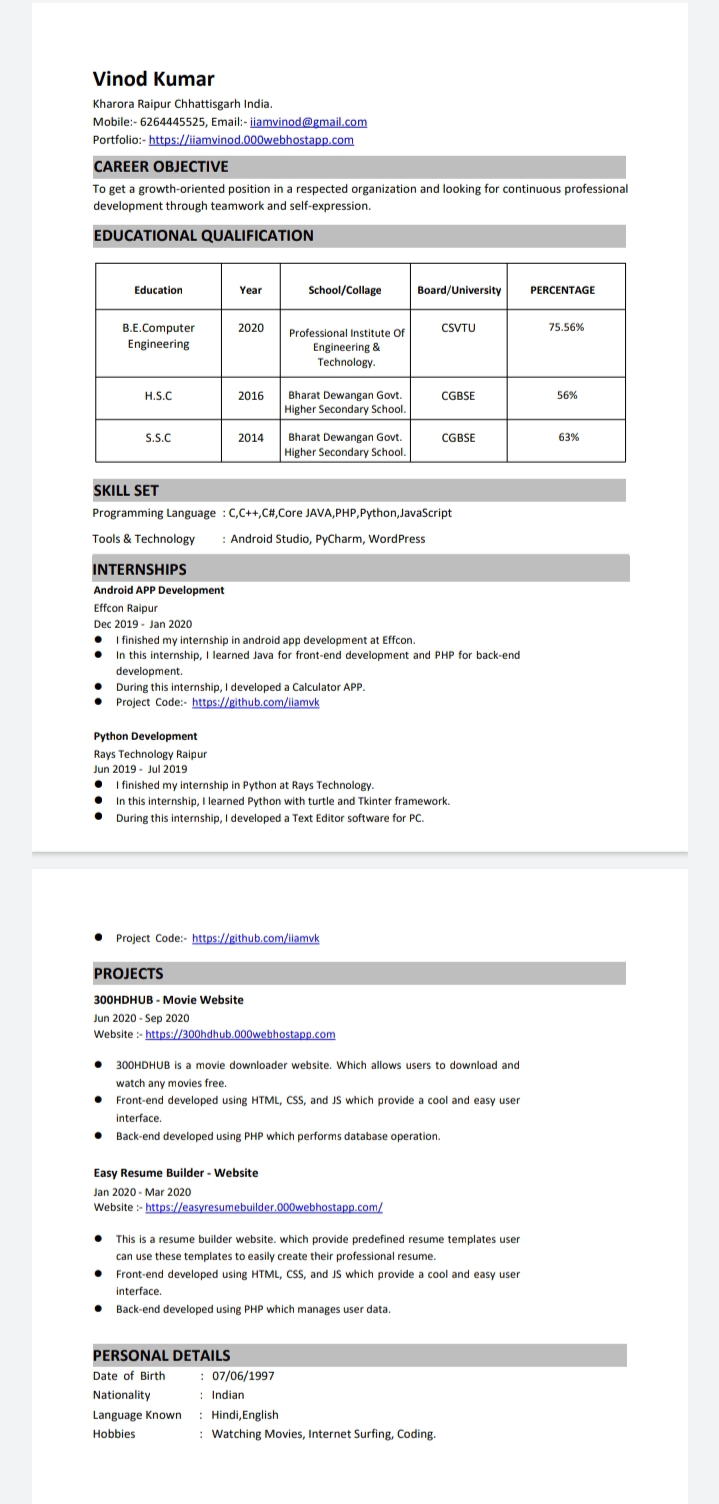 Vinod Kumar
Kharora Raipur Chhattisgarh India.
Mobile:- 6264445525, Email:- iiamvinod@gmail.com
Portfolio:- https://iiamvinod.000webhostapp.com
CAREER OBJECTIVE
To get a growth-oriented position in a respected organization and looking for continuous professional
development through teamwork and self-expression.
EDUCATIONAL QUALIFICATION
Education Year School/Collage Board/University PERCENTAGE
B.E.Computer 2020 Professional Institute Of CSVTU 75.56%
Engineering Engineering &
Technology.
H.S.C 2016 Bharat Dewangan Govt. CGBSE 56%
Higher Secondary School.
S.S.C 2014 Bharat Dewangan Govt. CGBSE 63%
Higher Secondary School.
SKILL SET
Programming Language : C,C++,C#,Core JAVA,PHP,Python,JavaScript
Tools & Technology : Android Studio, PyCharm, WordPress
INTERNSHIPS
Android APP Development
Effcon Raipur
Dec 2019 - Jan 2020
● I finished my internship in android app development at Effcon.
● In this internship, I learned Java for front-end development and PHP for back-end
development.
● During this internship, I developed a Calculator APP.
● Project Code:- https://github.com/iiamvk
Python Development
Rays Technology Raipur
Jun 2019 - Jul 2019
● I finished my internship in Python at Rays Technology.
● In this internship, I learned Python with turtle and Tkinter framework.
● During this internship, I developed a Text Editor software for PC.
● Project Code:- https://github.com/iiamvk
PROJECTS
300HDHUB - Movie Website
Jun 2020 - Sep 2020
Website :- https://300hdhub.000webhostapp.com
● 300HDHUB is a movie downloader website. Which allows users to download and
watch any movies free.
● Front-end developed using HTML, CSS, and JS which provide a cool and easy user
interface.
● Back-end developed using PHP which performs database operation.
Easy Resume Builder - Website
Jan 2020 - Mar 2020
Website :- https://easyresumebuilder.000webhostapp.com/
● This is a resume builder website. which provide predefined resume templates user
can use these templates to easily create their professional resume.
● Front-end developed using HTML, CSS, and JS which provide a cool and easy user
interface.
● Back-end developed using PHP which manages user data.
PERSONAL DETAILS
Date of Birth : 07/06/1997
Nationality : Indian
Language Known : Hindi,English
Hobbies : Watching Movies, Internet Surfing, Coding.